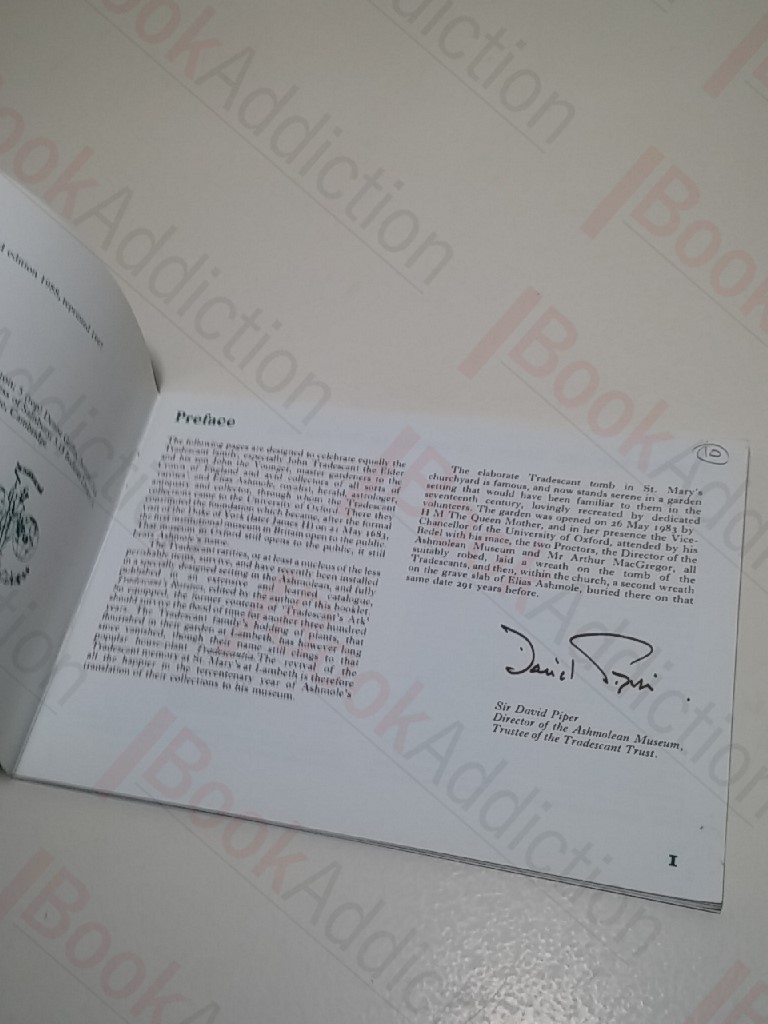 t edition 1988, reprinted 199
Cambridge
Preface
The following pages are designed to celebrate equally the
Tradescant family, especially John Tradescant the Elder
and his son John the Younger, master gardeners to the
Crown of England and avid collectors of all sorts of
'rarities', and Elias Ashmole, royalist, herald, astrologer,
savant and collector, through whom the Tradescant
collections came to the University of Oxford. There they
formed the foundation which became, after the formal
visit of the Duke of York (later James II) on 21 May 1683,
the first institutional museum in Britain open to the public.
That museum in Oxford still opens to the public; it still
bears Ashmole's name.
The Tradescant rarities, or at least a nucleus of the less
perishable items, survive, and have recently been installed
in a specially designed room in the Ashmolean, and fully
published in an extensive and learned catalogue,
Tradescant's Rarities, edited by the author of this booklet.
So equipped, the various contents of 'Tradescant's Ark'
should survive the flood of time for another three hundred
years. The Tradescant family's holding of plants, that
flourished in the garden at Lambeth, has however long
since vanished, though their name still clings to that
popular house-plant Tradescantia. The revival of the
Tradescant memory at St. Mary's at Lambeth is therefore
all the happier in the tercentenary year of Ashmole's
translation of their collections to his museum.
10
The elaborate Tradescant tomb in St. Mary's
churchyard is famous, and now stands serene in a garden
setting that would have been familiar to them in the
seventeenth century, lovingly recreated by dedicated
volunteers. The garden was opened on 26 May 1983 by
H M The Queen Mother, and in her presence the Vice-
Chancellor of the University of Oxford, attended by his
Bedel with his mace, the two Proctors, the Director of the
Ashmolean Museum and Mr Arthur MacGregor, all
suitably robed, laid a wreath on the tomb of the
Tradescants, and then, within the church, a second wreath
on the grave slab of Elias Ashmole, buried there on that
same date 291 years before.
David Piper
Sir David Piper
Director of the Ashmolean Museum,
Trustee of the Tradescant Trust.
1
BookAddiction